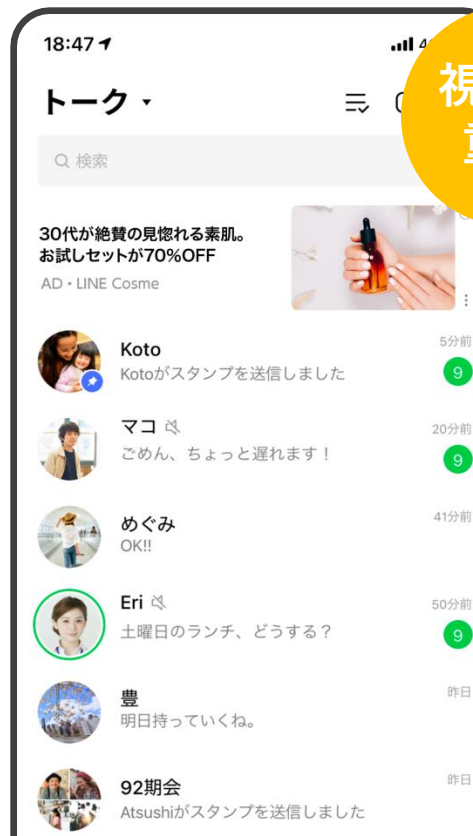 18:47
トーク
検索
30代が絶賛の見惚れる素肌。
お試しセットが70%OFF
AD・LINE Cosme
Koto
5分前
Kotoがスタンプを送信しました
9
マコ
20分前
ごめん、ちょっと遅れます！
9
めぐみ
41分前
OK!!
Eri
50分前
土曜日のランチ、どうする？
9
豊
昨日
明日持っていくね。
92期会
昨日
Atsushiがスタンプを送信しました